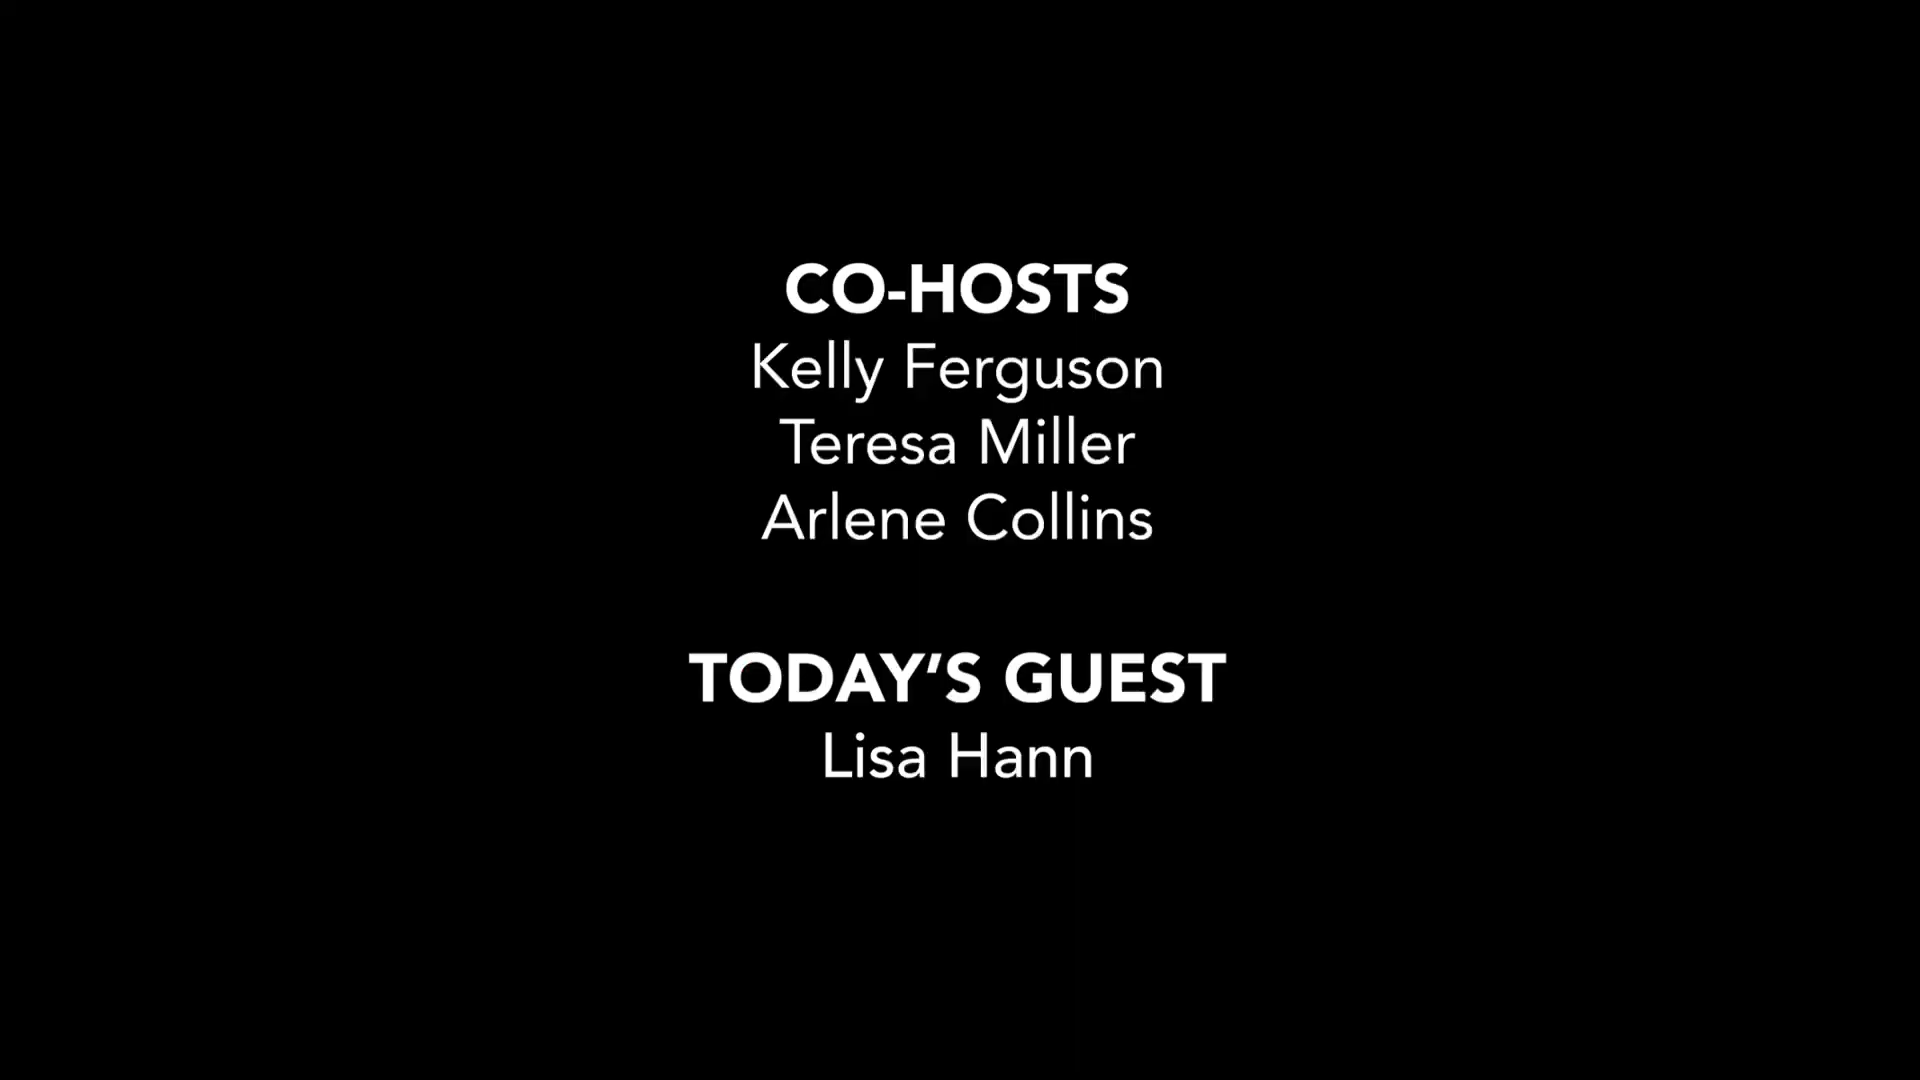 CO-HOSTS
Kelly Ferguson
Teresa Miller
Arlene Collins
TODAY’S GUEST
Lisa Hann